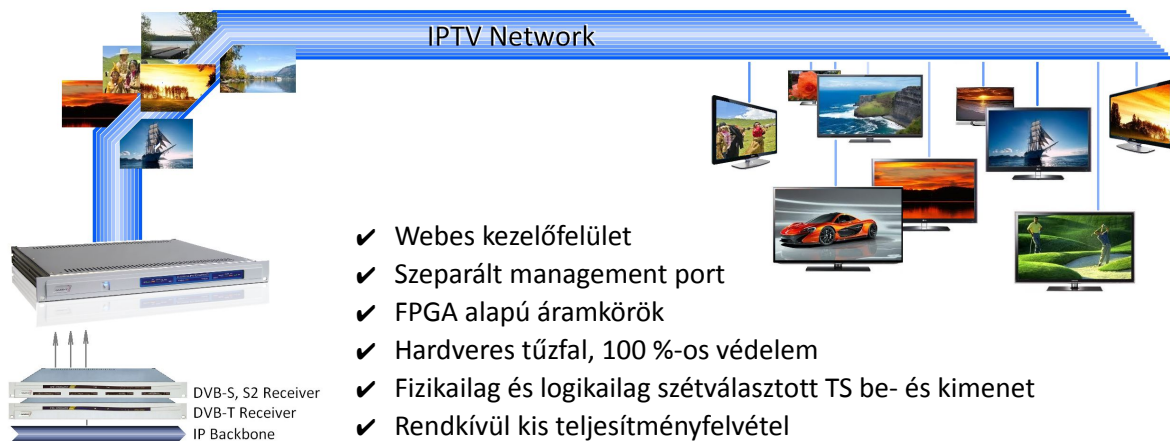 IPTV Network
✔ Webes kezelőfelület
✔ Szeparált management port
✔ FPGA alapú áramkörök
✔ Hardveres tűzfal, 100 %-os védelem
✔ Fizikailag és logikailag szétválasztott TS be- és kimenet
✔ Rendkívül kis teljesítményfelvétel
DVB-S, S2 Receiver
DVB-T Receiver
IP Backbone